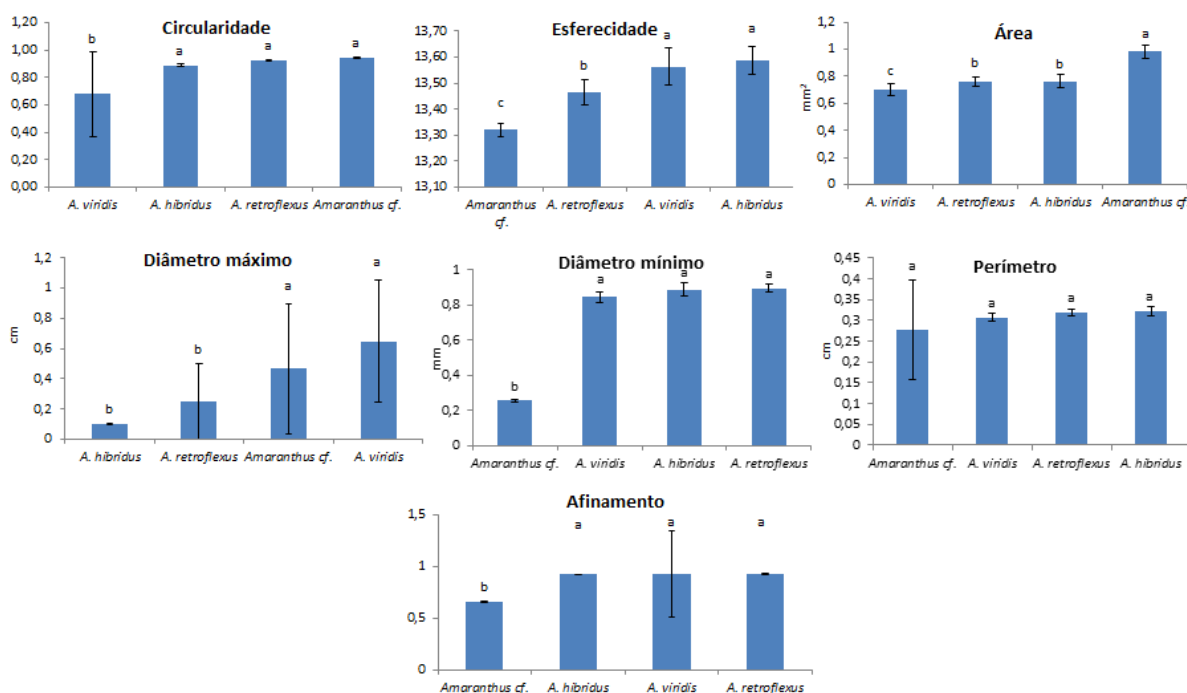 Circularidade
1,20
1,00
0,80
0,60
0,40
0,20
0,00
b
a
a
a
A. viridis
A. hibridus
A. retroflexus
Amaranthus cf.
Esferecidade
13,70
13,60
13,50
13,40
13,30
13,20
13,10
c
b
a
a
Amaranthus cf.
A. retroflexus
A. viridis
A. hibridus
Área
mm²
1,2
1
0,8
0,6
0,4
0,2
0
c
b
b
a
A. viridis
A. retroflexus
A. hibridus
Amaranthus cf.
Diâmetro máximo
cm
1,2
1
0,8
0,6
0,4
0,2
0
b
b
a
a
A. hibridus
A. retroflexus
Amaranthus cf.
A. viridis
Diâmetro mínimo
mm
1
0,8
0,6
0,4
0,2
0
b
a
a
a
Amaranthus cf.
A. viridis
A. hibridus
A. retroflexus
Perímetro
cm
0,45
0,4
0,35
0,3
0,25
0,2
0,15
0,1
0,05
0
a
a
a
a
Amaranthus cf.
A. viridis
A. retroflexus
A. hibridus
Afinamento
1,5
1
0,5
0
b
a
a
a
Amaranthus cf.
A. hibridus
A. viridis
A. retroflexus